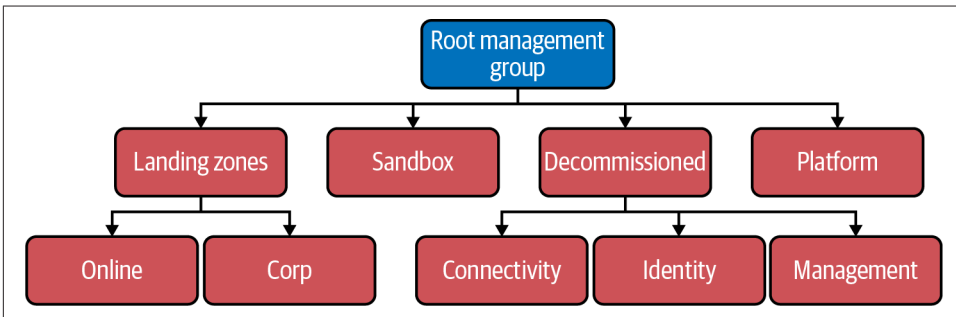 Root management
group
Landing zones
Sandbox
Decommissioned
Platform
Online
Corp
Connectivity
Identity
Management